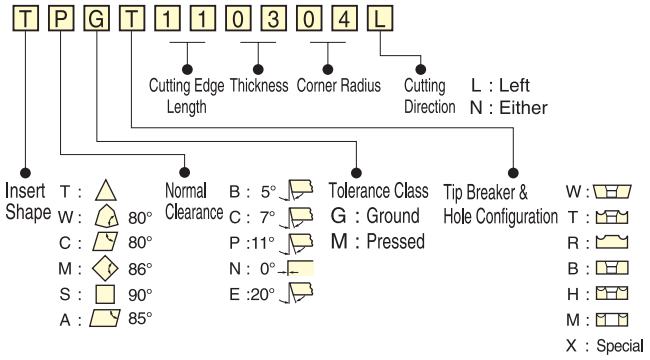 T P G T 1 1 0 3 0 4 L
Cutting Edge Length
Thickness
Corner Radius
Cutting Direction
L : Left
N : Either
Insert Shape
T :
W : 80°
C : 80°
M : 86°
S : 90°
A : 85°
Normal Clearance
B : 5°
C : 7°
P :11°
N : 0°
E :20°
Tolerance Class
G : Ground
M : Pressed
Tip Breaker & Hole Configuration
W :
T :
R :
B :
H :
M :
X : Special